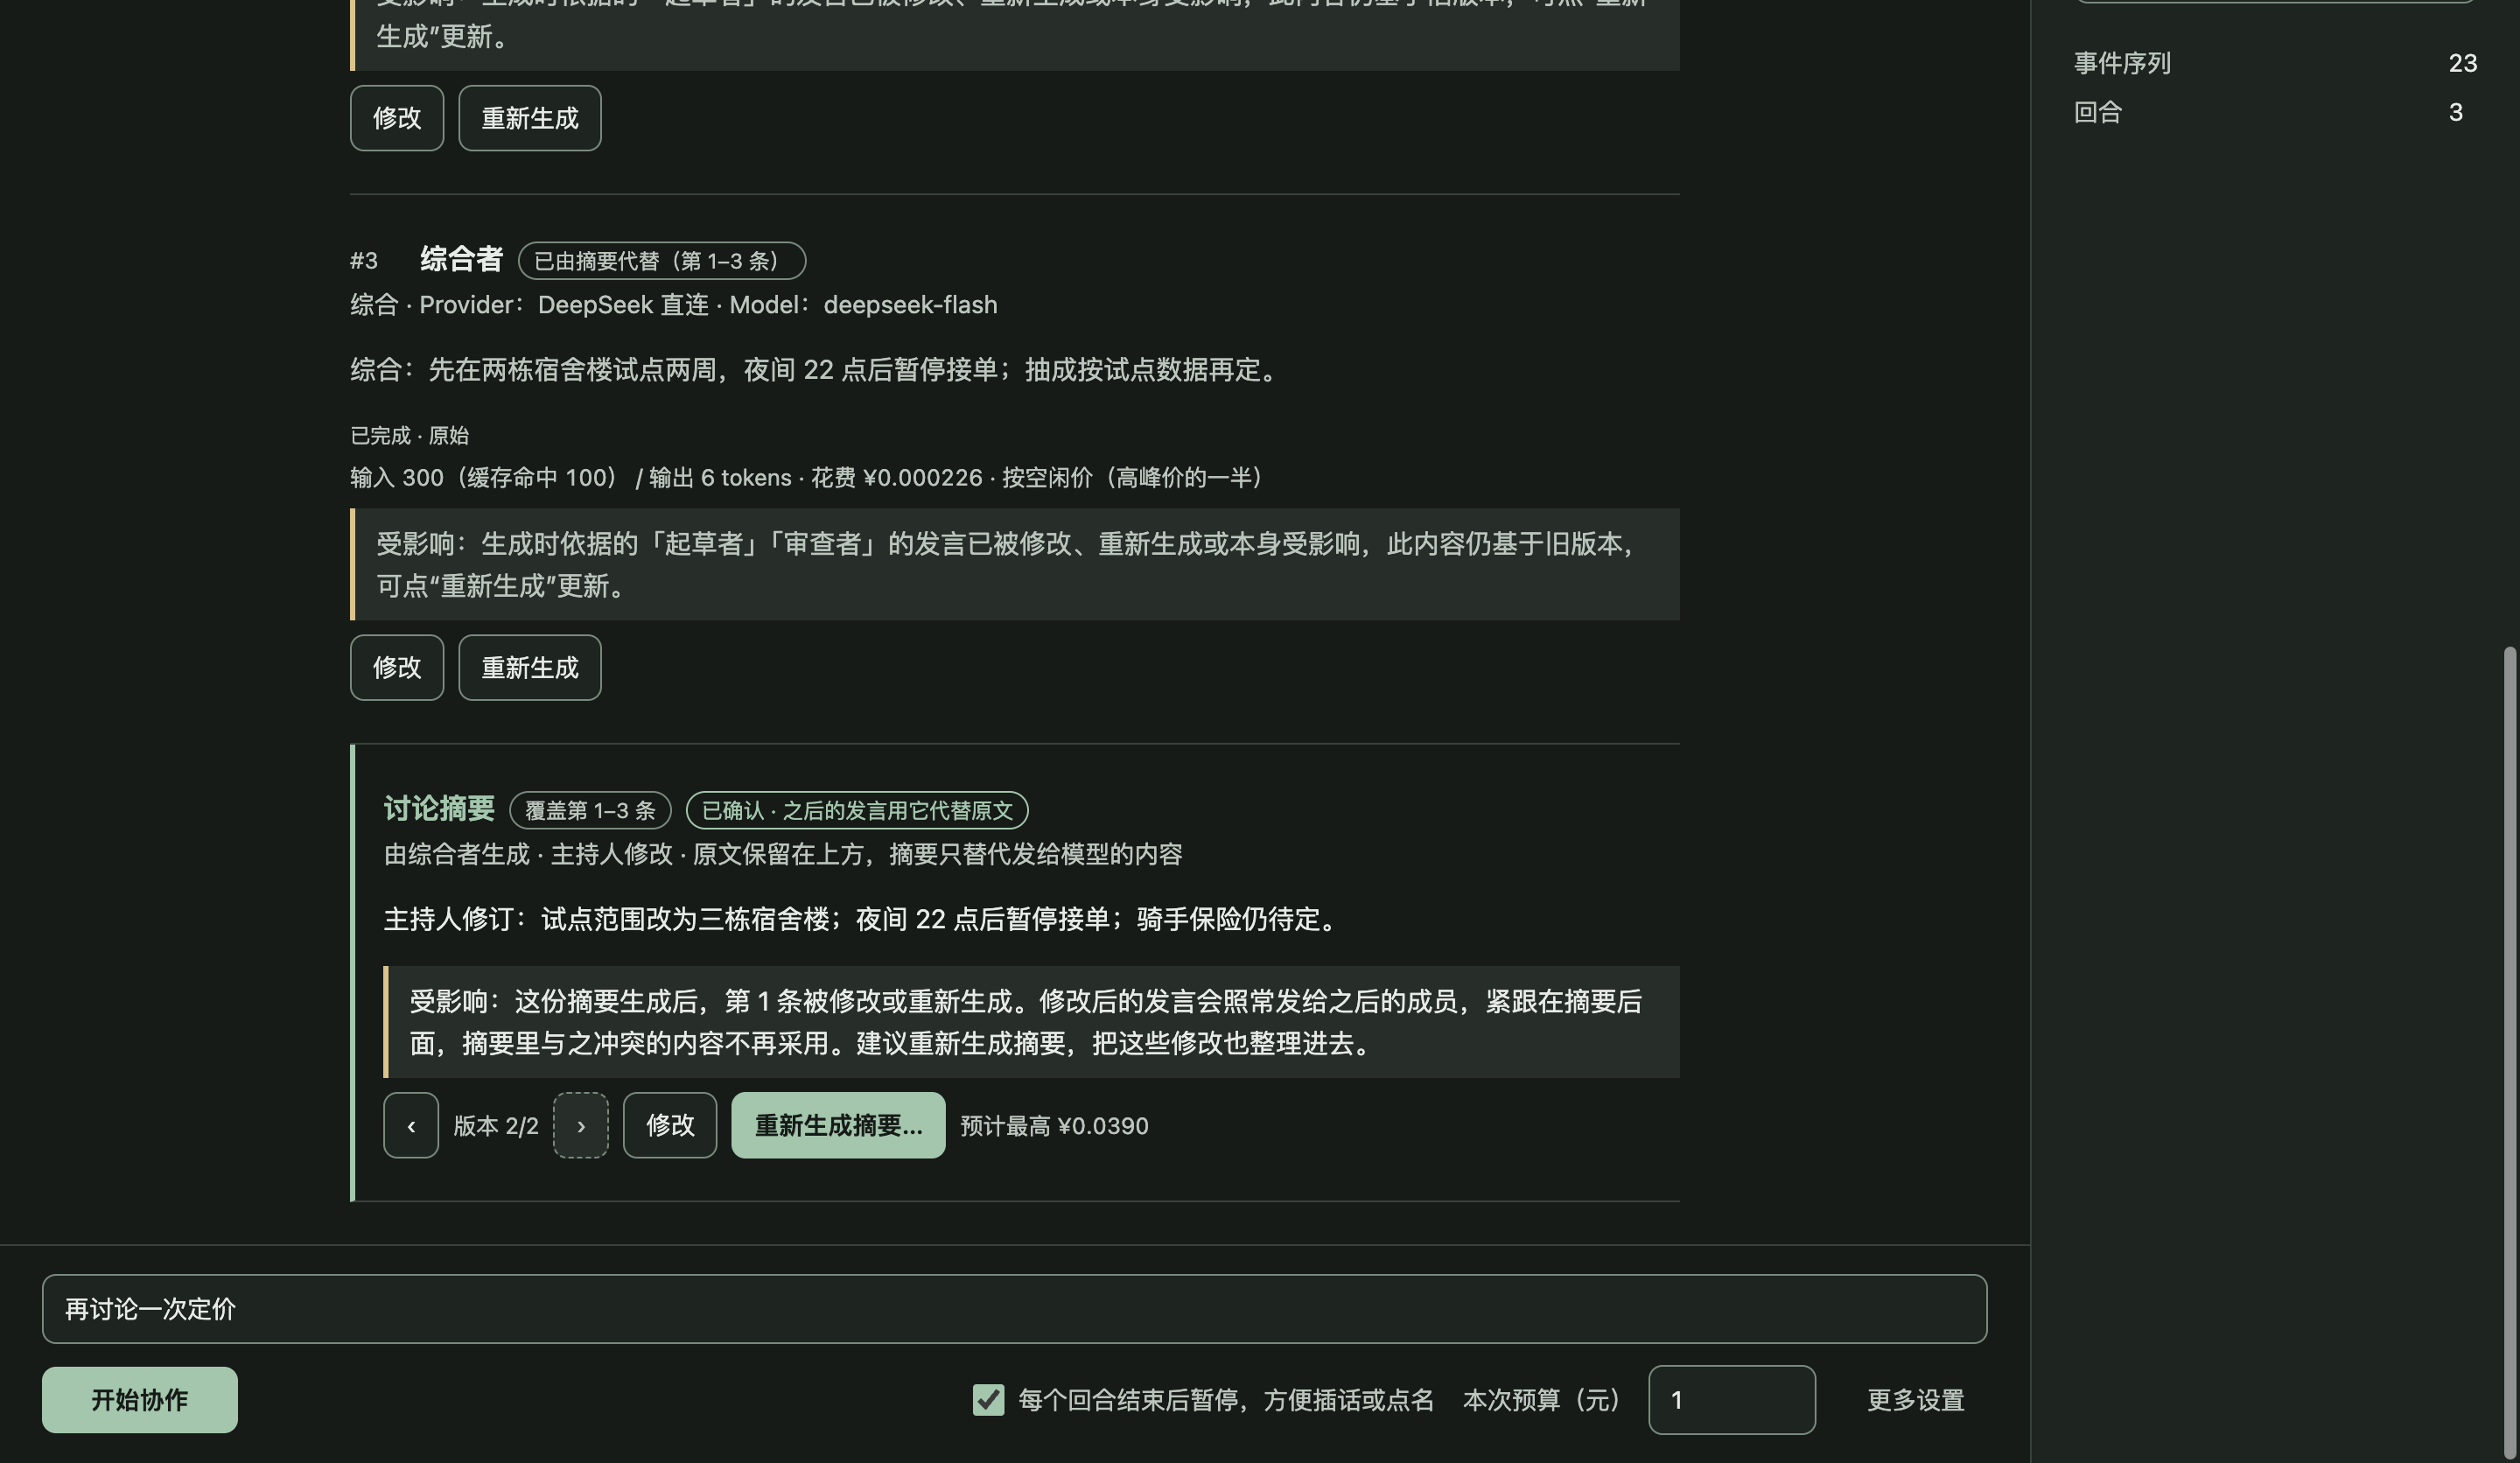 生成”更新。
修改 重新生成
#3 综合者 已由摘要代替（第 1–3 条）
综合 · Provider：DeepSeek 直连 · Model：deepseek-flash
综合：先在两栋宿舍楼试点两周，夜间 22 点后暂停接单；抽成按试点数据再定。
已完成 · 原始
输入 300（缓存命中 100） / 输出 6 tokens · 花费 ¥0.000226 · 按空闲价（高峰价的一半）
受影响：生成时依据的「起草者」「审查者」的发言已被修改、重新生成或本身受影响，此内容仍基于旧版本，
可点“重新生成”更新。
修改 重新生成
讨论摘要 覆盖第 1–3 条 已确认 · 之后的发言用它代替原文
由综合者生成 · 主持人修改 · 原文保留在上方，摘要只替代发给模型的内容
主持人修订：试点范围改为三栋宿舍楼；夜间 22 点后暂停接单；骑手保险仍待定。
受影响：这份摘要生成后，第 1 条被修改或重新生成。修改后的发言会照常发给之后的成员，紧跟在摘要后
面，摘要里与之冲突的内容不再采用。建议重新生成摘要，把这些修改也整理进去。
‹ 版本 2/2 › 修改 重新生成摘要... 预计最高 ¥0.0390
再讨论一次定价
开始协作 每个回合结束后暂停，方便插话或点名 本次预算（元） 1 更多设置
事件序列 23
回合 3